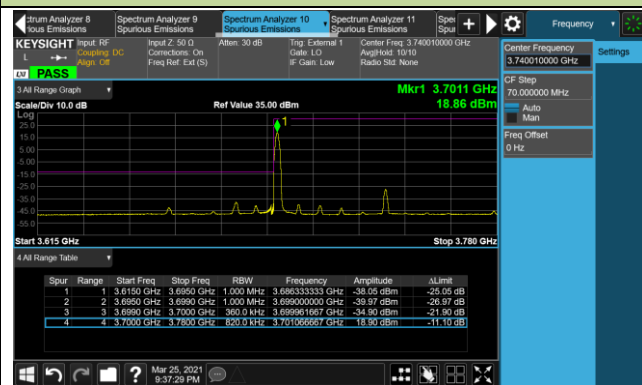 ctrum Analyzer 8 Spectrum Analyzer 9 Spectrum Analyzer 10 Spectrum Analyzer 11 Spe
ious Emissions Spurious Emissions Spurious Emissions Spurious Emissions Spur
Frequency
KEYSIGHT Input: RF Input Z: 50 Ω Atten: 30 dB Trig: External 1 Center Freq: 3.740010000 GHz
L Coupling: DC Corrections: On Gate: LO Avg|Hold: 10/10
Align: Off Freq Ref: Ext (S) IF Gain: Low Radio Std: None
LXI PASS
Center Frequency
3.740010000 GHz
Settings
CF Step
70.000000 MHz
Auto
Man
Freq Offset
0 Hz
3 All Range Graph
Mkr1 3.7011 GHz
Scale/Div 10.0 dB Ref Value 35.00 dBm 18.86 dBm
Log
25.0
15.0
5.00
-5.00
-15.0
-25.0
-35.0
-45.0
-55.0
1
Start 3.615 GHz Stop 3.780 GHz
4 All Range Table
Spur Range Start Freq Stop Freq RBW Frequency Amplitude ΔLimit
1 1 3.6150 GHz 3.6950 GHz 1.000 MHz 3.686333333 GHz -38.05 dBm -25.05 dB
2 2 3.6950 GHz 3.6990 GHz 1.000 MHz 3.699000000 GHz -39.97 dBm -26.97 dB
3 3 3.6990 GHz 3.7000 GHz 360.0 kHz 3.699961667 GHz -34.90 dBm -21.90 dB
4 4 3.7000 GHz 3.7800 GHz 820.0 kHz 3.701066667 GHz 18.90 dBm -11.10 dB
Mar 25, 2021
9:37:29 PM